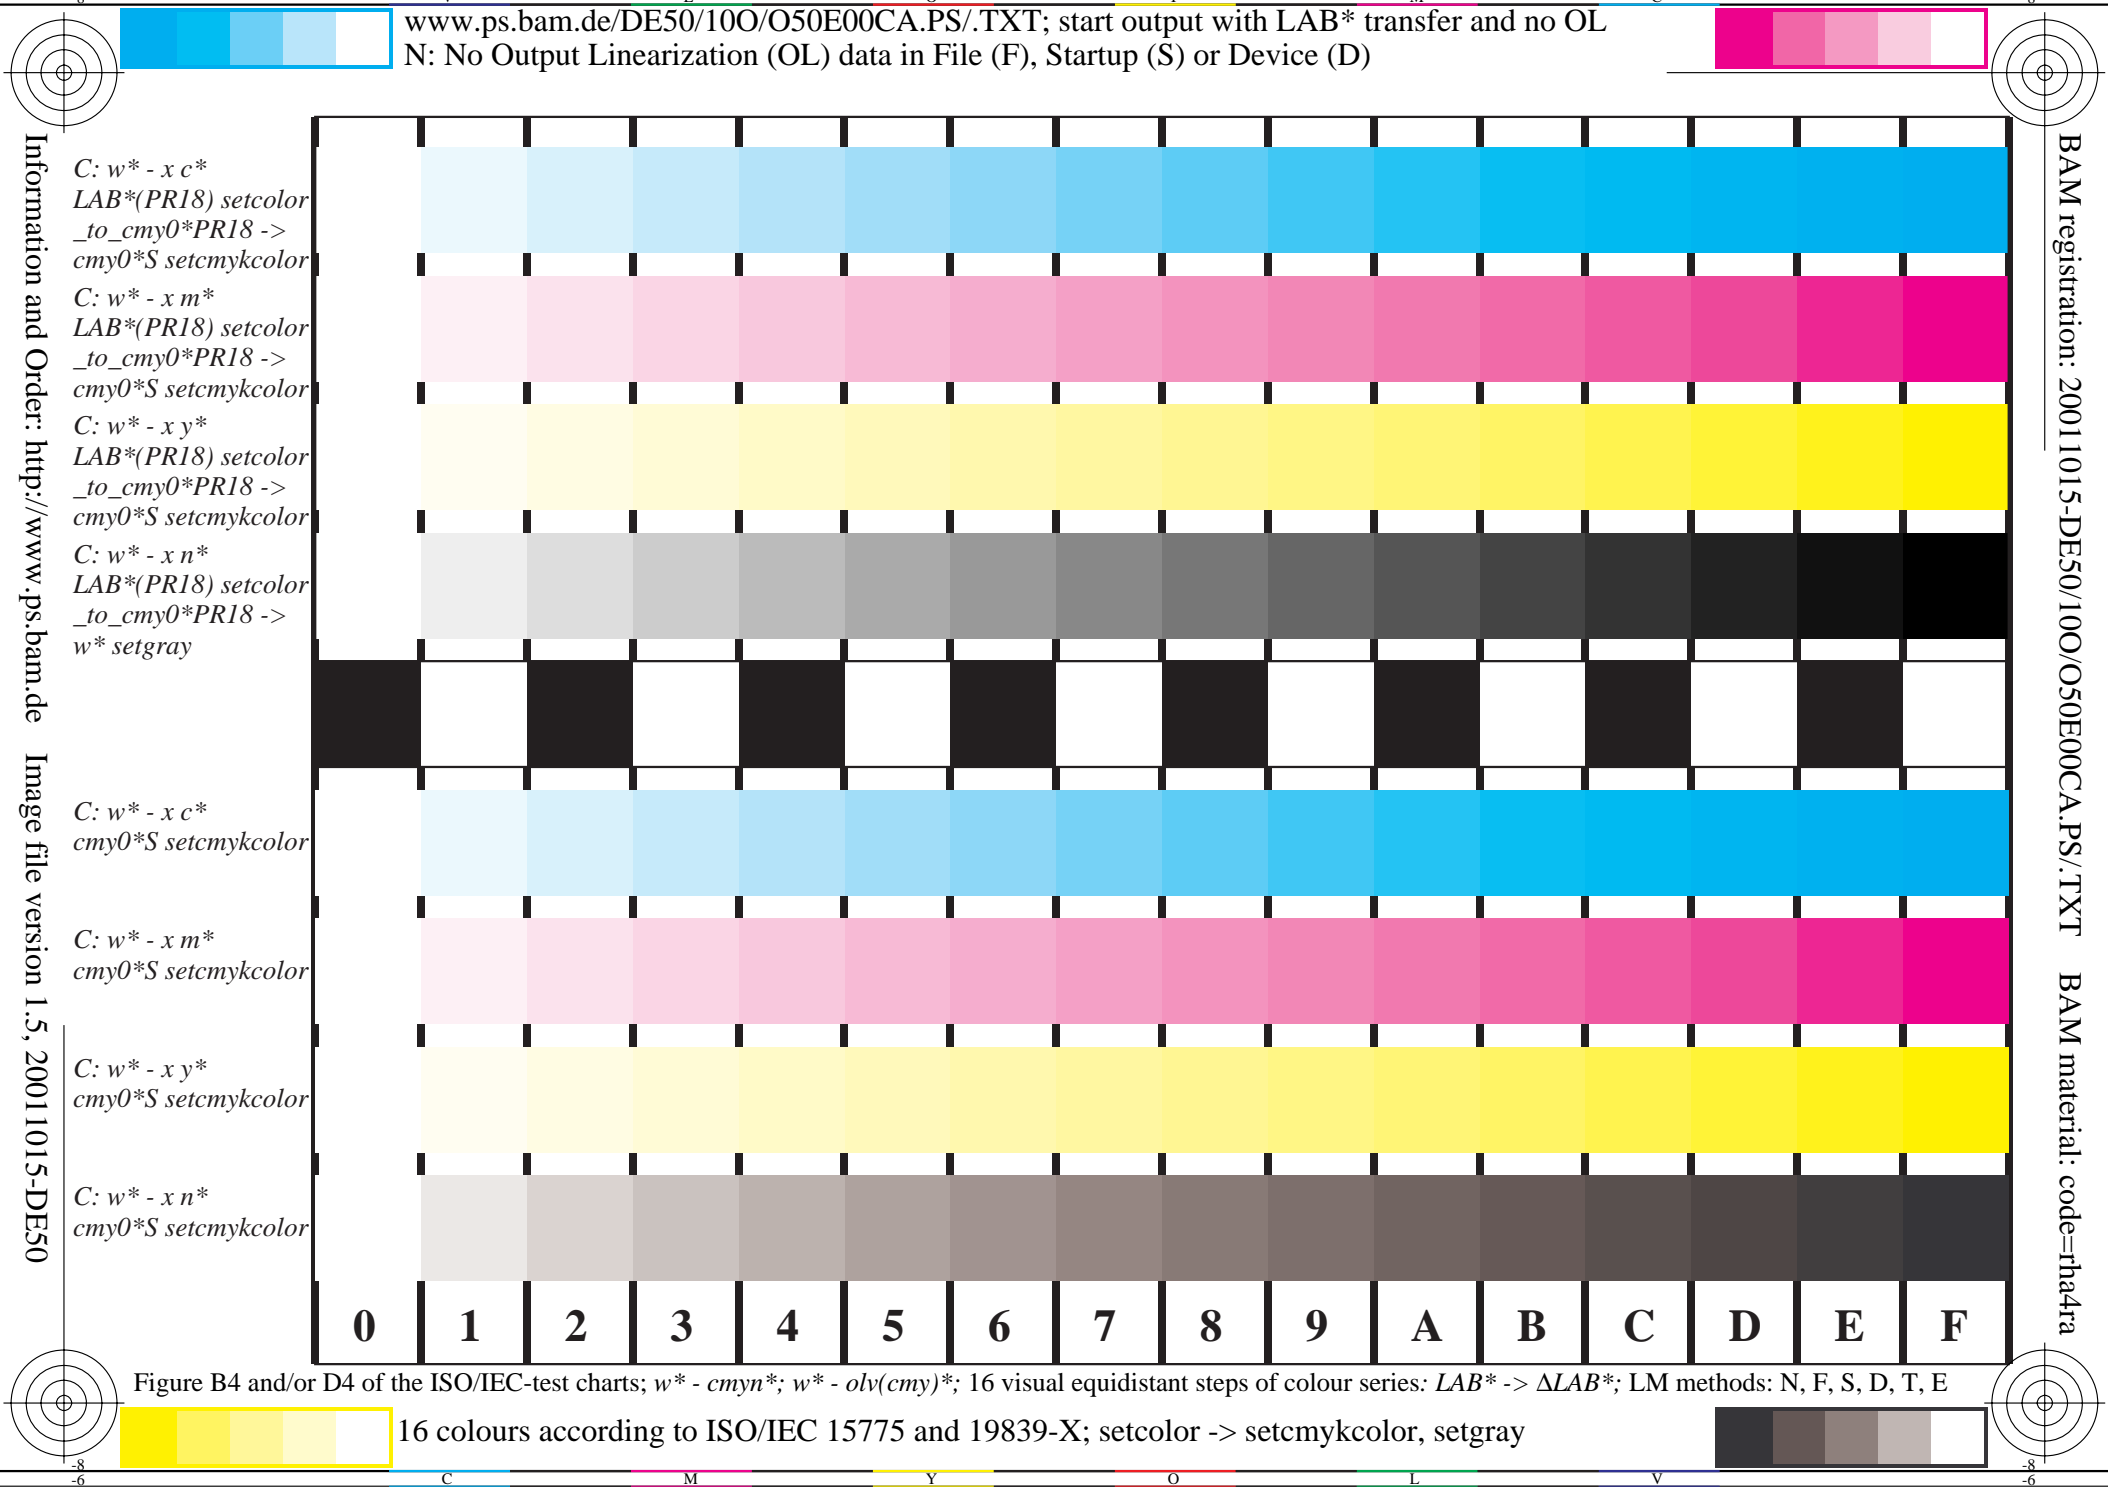 www.ps.bam.de/DE50/10O/O50E00CA.PS/.TXT; start output with LAB* transfer and no OL
N: No Output Linearization (OL) data in File (F), Startup (S) or Device (D)
Information and Order: http://www.ps.bam.de Image file version 1.5, 20011015-DE50
BAM registration: 20011015-DE50/10O/O50E00CA.PS/.TXT BAM material: code=rha4ra
C: w* - x c*
LAB*(PR18) setcolor
_to_cmy0*PR18 ->
cmy0*S setcmykcolor
C: w* - x m*
LAB*(PR18) setcolor
_to_cmy0*PR18 ->
cmy0*S setcmykcolor
C: w* - x y*
LAB*(PR18) setcolor
_to_cmy0*PR18 ->
cmy0*S setcmykcolor
C: w* - x n*
LAB*(PR18) setcolor
_to_cmy0*PR18 ->
w* setgray
C: w* - x c*
cmy0*S setcmykcolor
C: w* - x m*
cmy0*S setcmykcolor
C: w* - x y*
cmy0*S setcmykcolor
C: w* - x n*
cmy0*S setcmykcolor
0 1 2 3 4 5 6 7 8 9 A B C D E F
Figure B4 and/or D4 of the ISO/IEC-test charts; w* - cmyn*; w* - olv(cmy)*; 16 visual equidistant steps of colour series: LAB* -> ΔLAB*; LM methods: N, F, S, D, T, E
16 colours according to ISO/IEC 15775 and 19839-X; setcolor -> setcmykcolor, setgray
-8 -8
-6 C M Y O L V -6